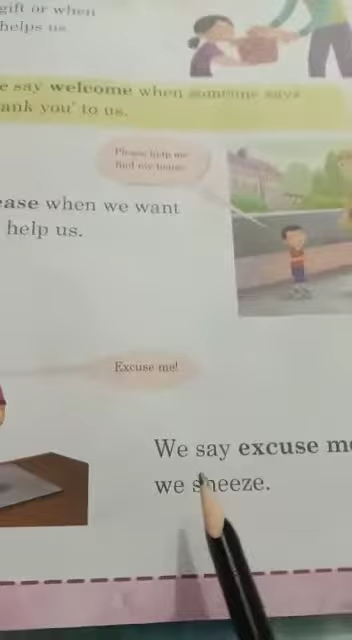 gift or when
helps us.
e say welcome when someone says
ank you' to us.
Please help me
find my house.
ease when we want
help us.
Excuse me!
We say excuse me
we sneeze.